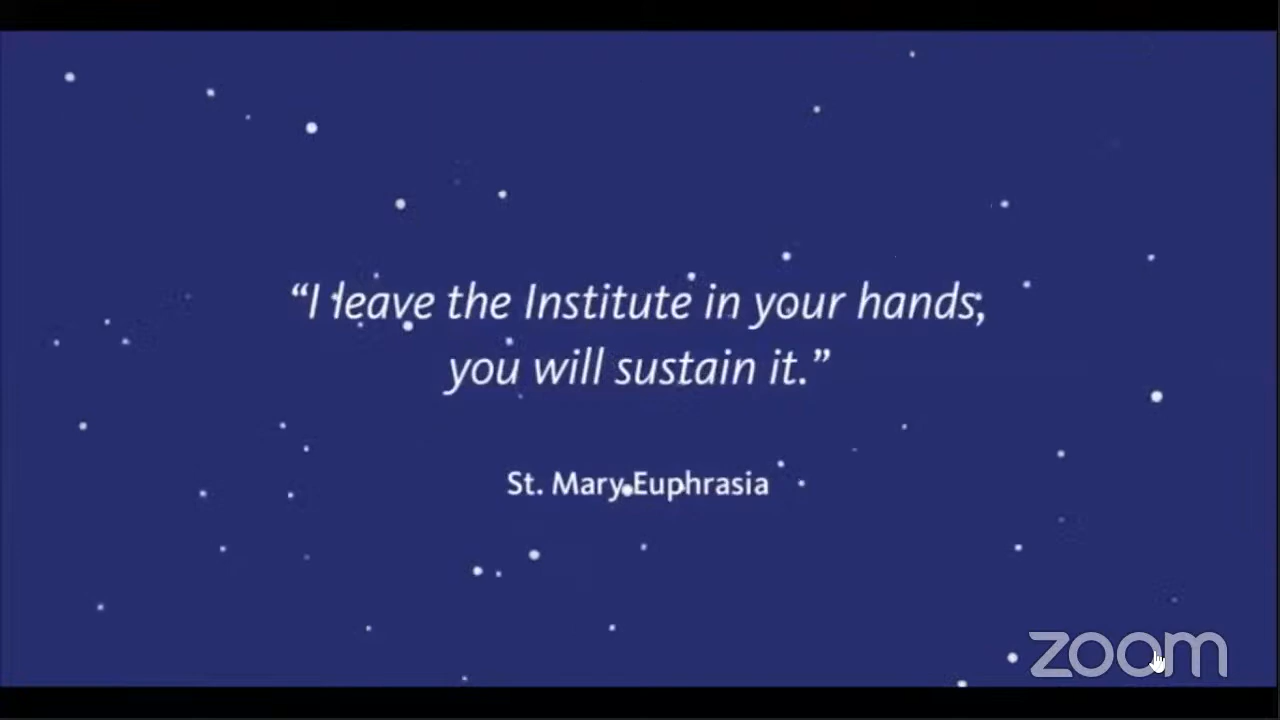 “I leave the Institute in your hands,
you will sustain it.”
St. Mary Euphrasia
zoom